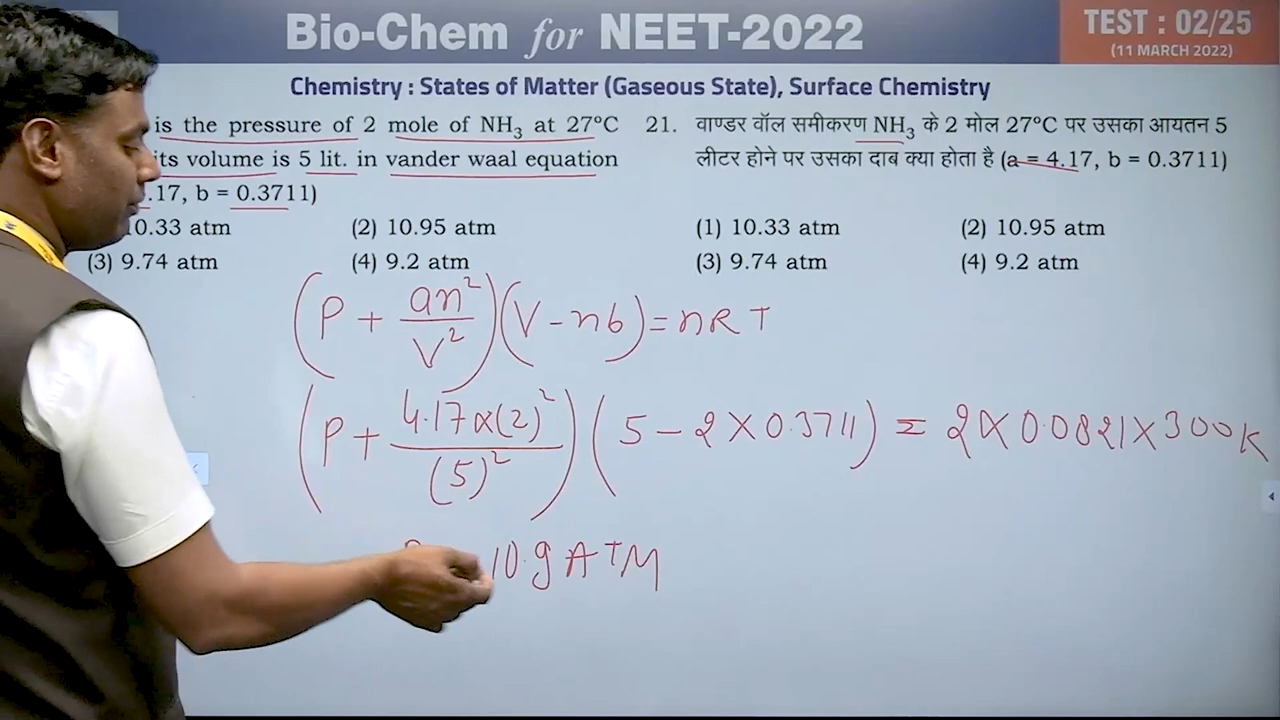 Bio-Chem for NEET-2022
TEST : 02/25
(11 MARCH 2022)
Chemistry : States of Matter (Gaseous State), Surface Chemistry
is the pressure of 2 mole of NH₃ at 27°C
its volume is 5 lit. in vander waal equation
.17, b = 0.3711)
10.33 atm (2) 10.95 atm
(3) 9.74 atm (4) 9.2 atm
21. वाण्डर वॉल समीकरण NH₃ के 2 मोल 27°C पर उसका आयतन 5
लीटर होने पर उसका दाब क्या होता है (a = 4.17, b = 0.3711)
(1) 10.33 atm (2) 10.95 atm
(3) 9.74 atm (4) 9.2 atm
(P + an²/V²)(V - nb) = nRT
(P + 4.17×(2)²/(5)²)(5 - 2×0.3711) = 2×0.0821×300K
10.9 ATM